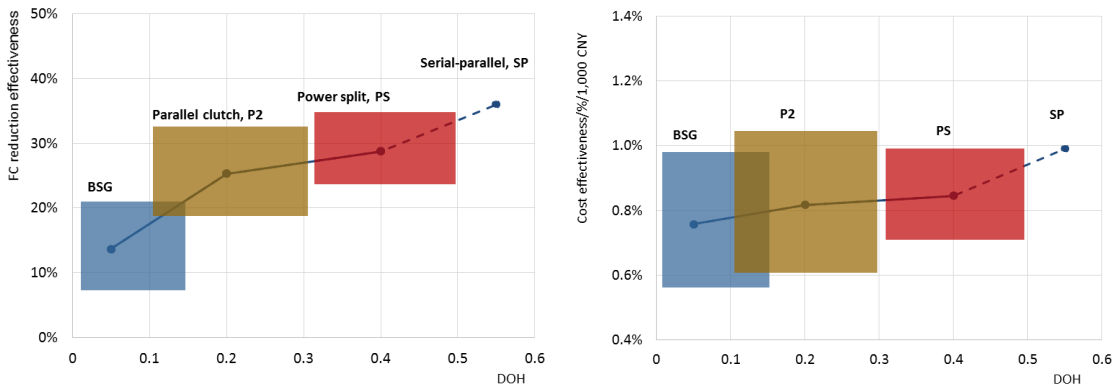 FC reduction effectiveness
50%
40%
30%
20%
10%
0%
BSG
Parallel clutch, P2
Power split, PS
Serial-parallel, SP
0
0.1
0.2
0.3
0.4
0.5
0.6
DOH
Cost effectiveness/%/1,000 CNY
1.4%
1.2%
1.0%
0.8%
0.6%
0.4%
BSG
P2
PS
SP
0
0.1
0.2
0.3
0.4
0.5
0.6
DOH